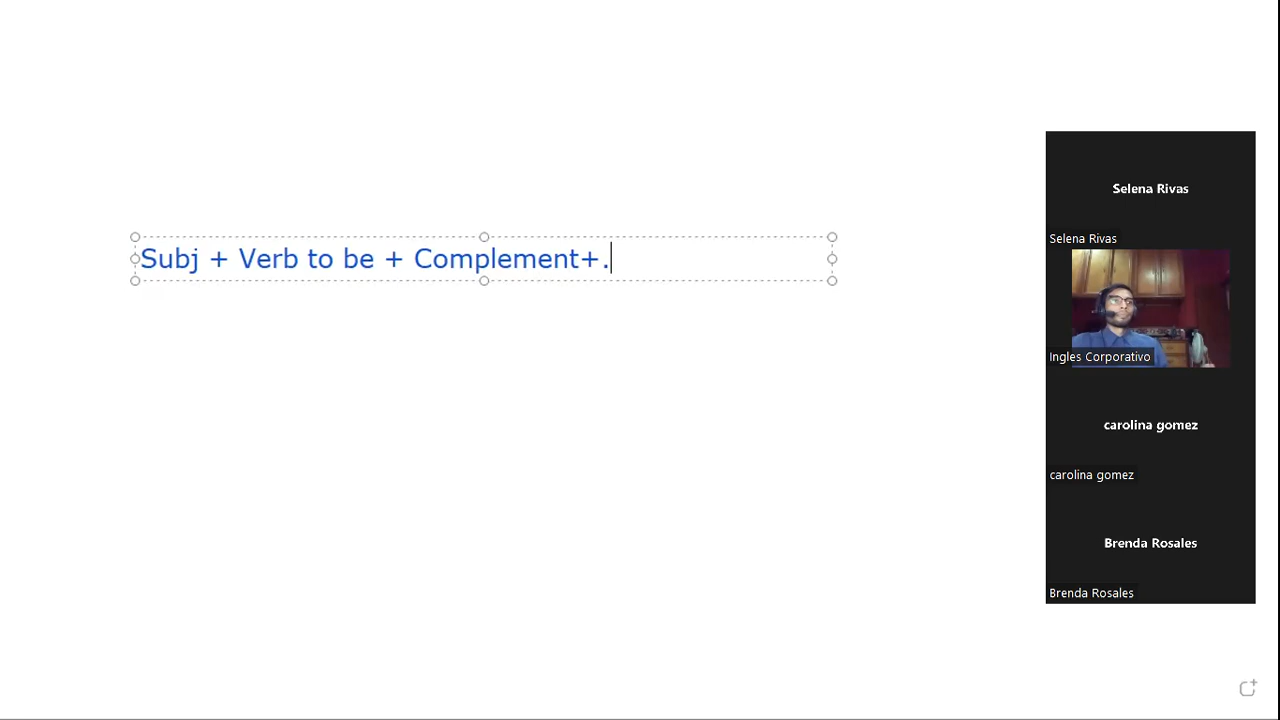 Subj + Verb to be + Complement+.
Selena Rivas
Selena Rivas
Ingles Corporativo
carolina gomez
carolina gomez
Brenda Rosales
Brenda Rosales